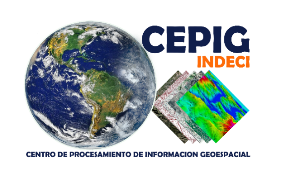 CEPIG
INDECI
CENTRO DE PROCESAMIENTO DE INFORMACION GEOESPACIAL